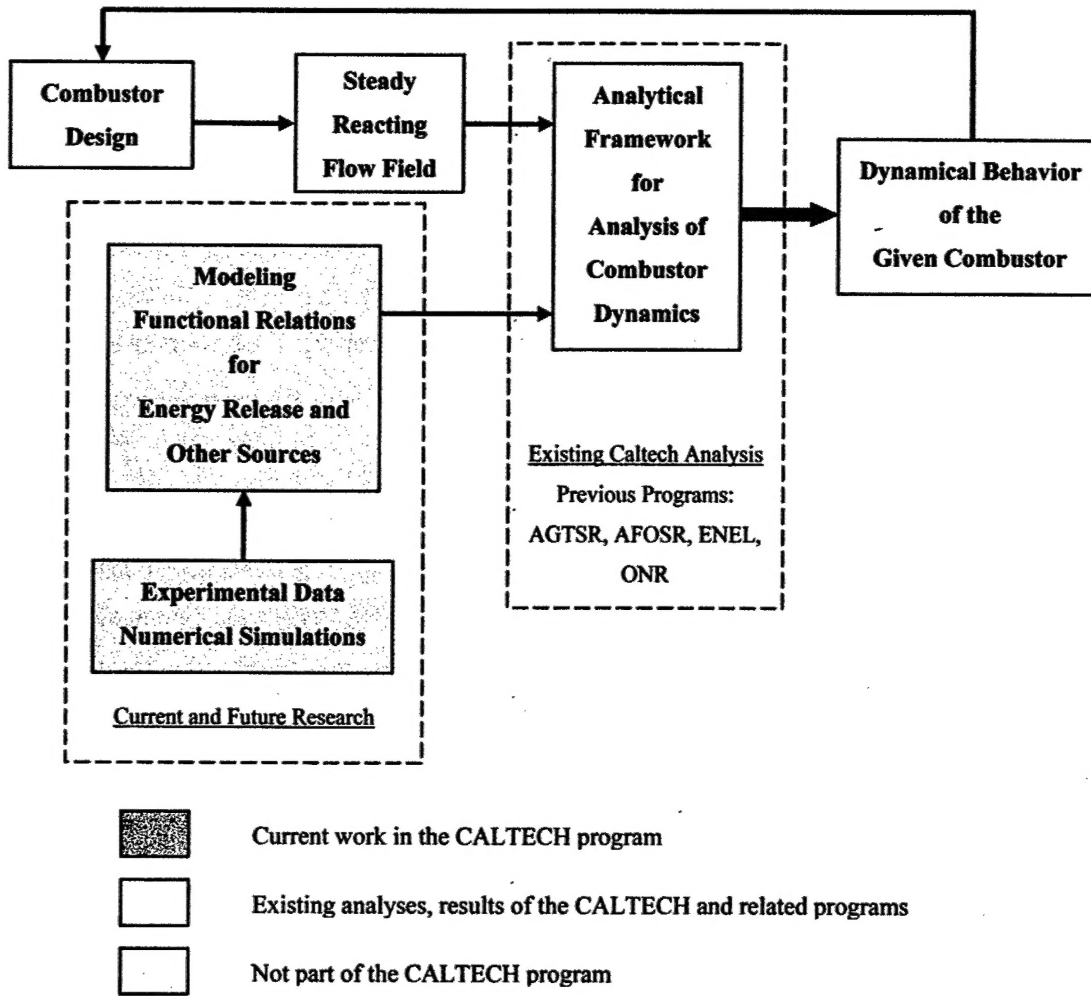 Combustor
Design
Steady
Reacting
Flow Field
Analytical
Framework
for
Analysis of
Combustor
Dynamics
Dynamical Behavior
of the
Given Combustor
Modeling
Functional Relations
for
Energy Release and
Other Sources
Experimental Data
Numerical Simulations
Current and Future Research
Existing Caltech Analysis
Previous Programs:
AGTSR, AFOSR, ENEL,
ONR
Current work in the CALTECH program
Existing analyses, results of the CALTECH and related programs
Not part of the CALTECH program